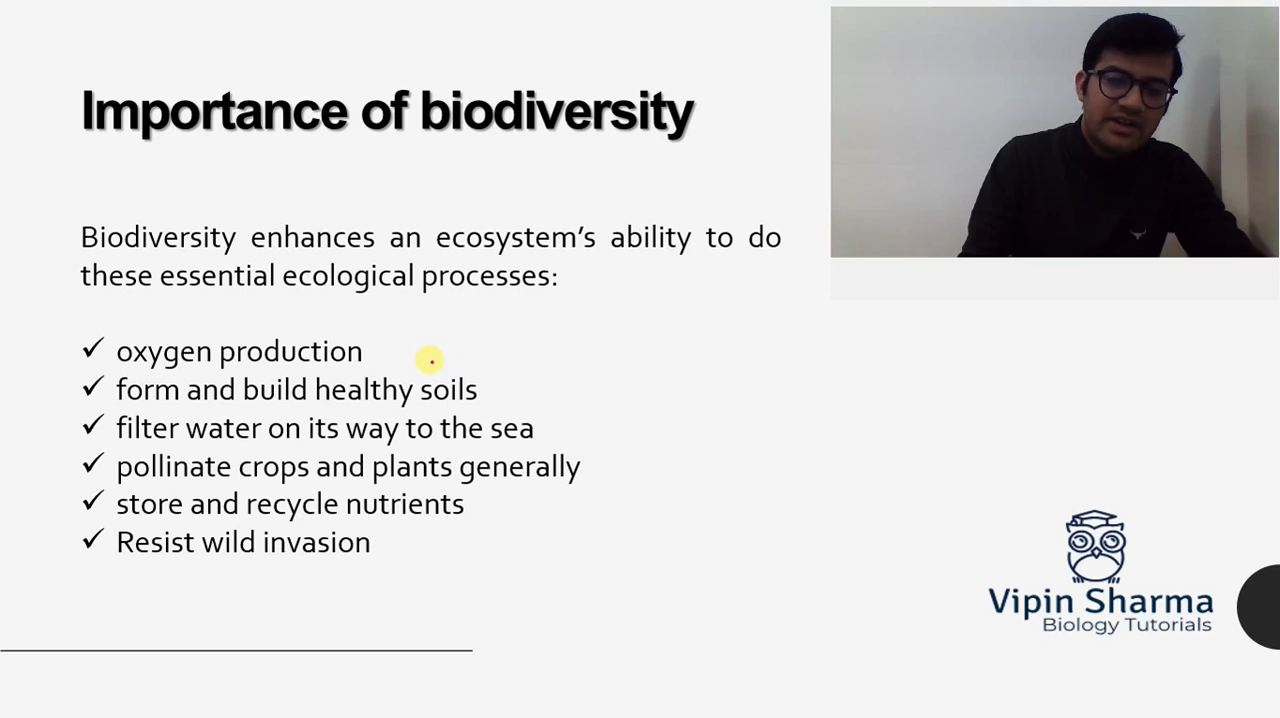 Importance of biodiversity
Biodiversity enhances an ecosystem's ability to do
these essential ecological processes:
✓ oxygen production
✓ form and build healthy soils
✓ filter water on its way to the sea
✓ pollinate crops and plants generally
✓ store and recycle nutrients
✓ Resist wild invasion
Vipin Sharma
Biology Tutorials